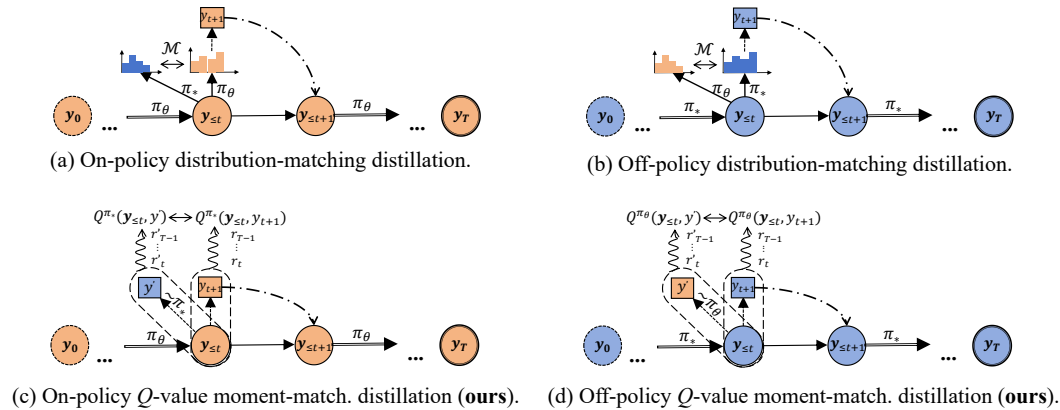 y_{t+1}
ℳ
π_* π_θ
y_0 ... π_θ y_{≤t} y_{≤t+1} π_θ ... y_T
(a) On-policy distribution-matching distillation.
y_{t+1}
ℳ
π_θ π_*
y_0 ... π_* y_{≤t} y_{≤t+1} π_* ... y_T
(b) Off-policy distribution-matching distillation.
Q^{π_*}(y_{≤t}, y') ↔ Q^{π_*}(y_{≤t}, y_{t+1})
r'_{T-1} r_{T-1}
⋮ ⋮
r'_t r_t
y' y_{t+1}
~π_*
y_0 ... π_θ y_{≤t} y_{≤t+1} π_θ ... y_T
(c) On-policy Q-value moment-match. distillation (ours).
Q^{π_θ}(y_{≤t}, y') ↔ Q^{π_θ}(y_{≤t}, y_{t+1})
r'_{T-1} r_{T-1}
⋮ ⋮
r'_t r_t
y' y_{t+1}
~π_θ
y_0 ... π_* y_{≤t} y_{≤t+1} π_* ... y_T
(d) Off-policy Q-value moment-match. distillation (ours).